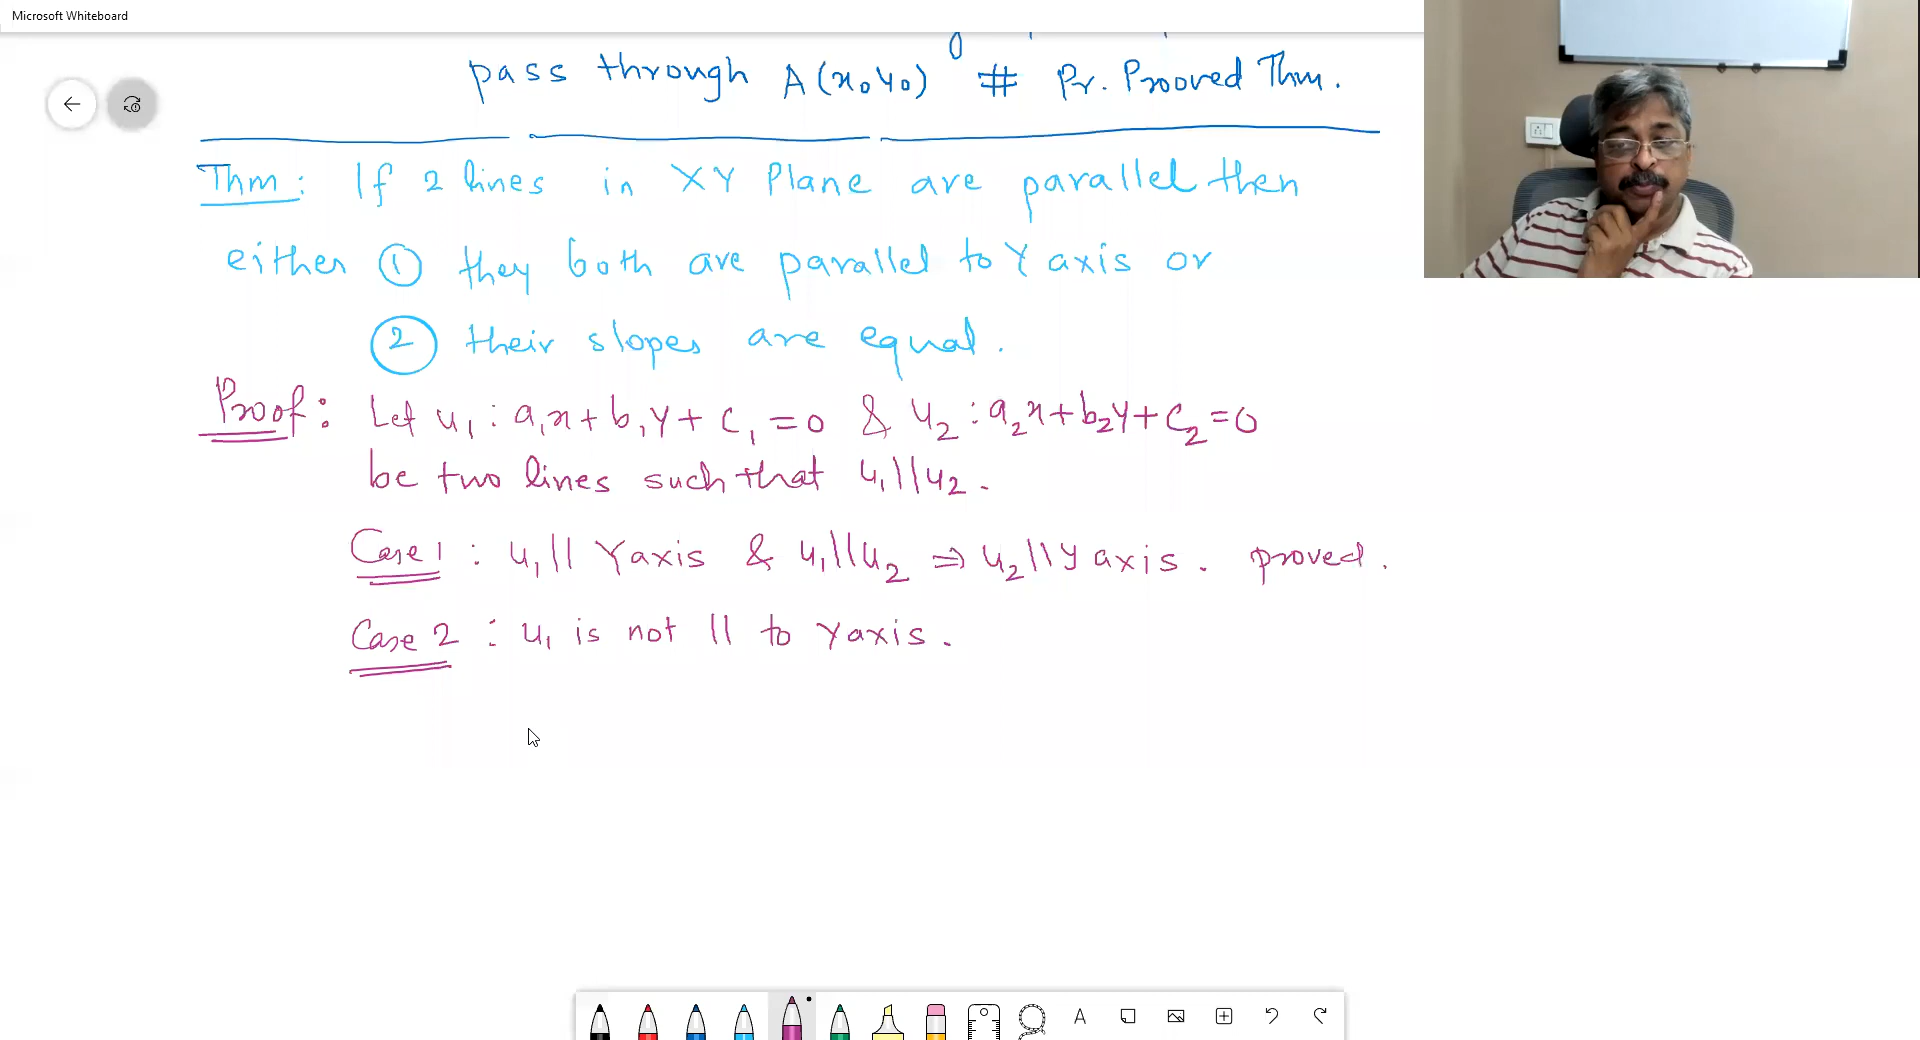 Microsoft Whiteboard
pass through A(x₀ y₀) # Pr. Prooved Thm.
Thm: If 2 lines in XY Plane are parallel then
either ① they both are parallel to Y axis or
② their slopes are equal.
Proof: Let u₁ : a₁x + b₁y + c₁ = 0 & u₂ : a₂x + b₂y + c₂ = 0
be two lines such that u₁ || u₂.
Case 1 : u₁ || Y axis & u₁ || u₂ ⇒ u₂ || y axis. proved.
Case 2 : u₁ is not || to Y axis.
A